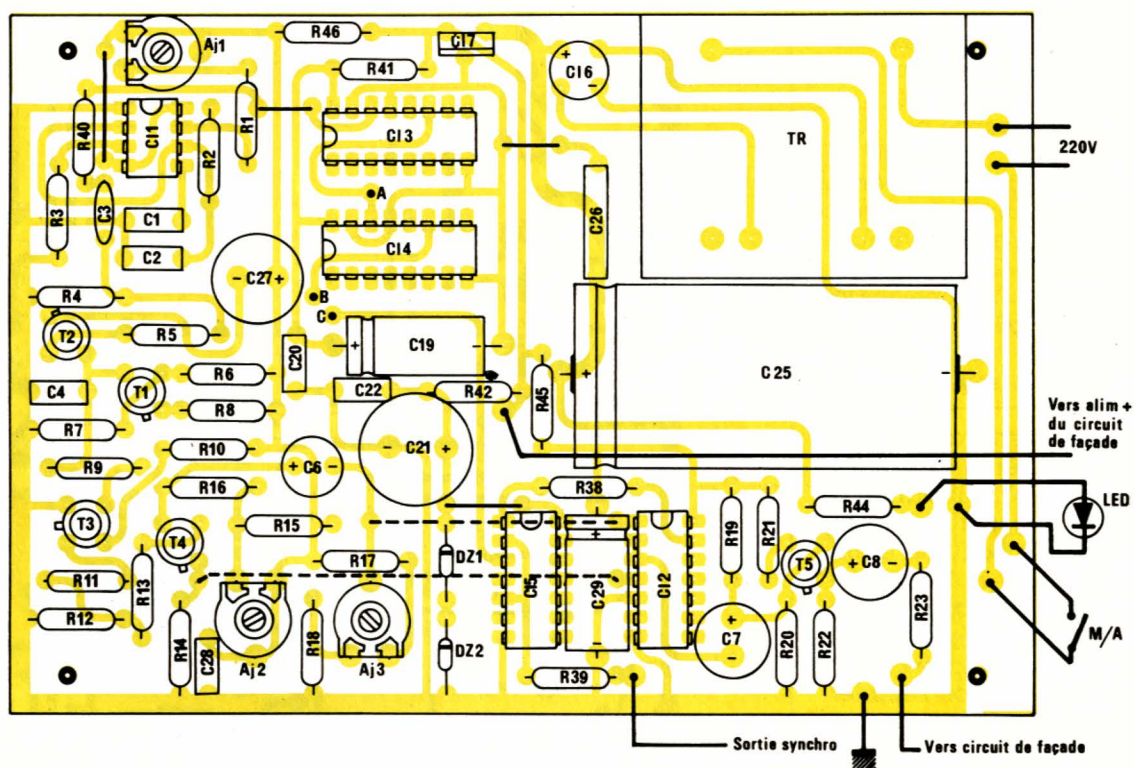 R46
Aj1
CI7
R41
CI6
+
-
TR
220V
R40
CI1
R2
R1
CI3
A
R3
C3
C1
C2
CI4
C26
C27
- +
R4
B
C
T2
R5
C20
+ C19 -
R6
C22
R42
R45
+ C25 -
C4
T1
R8
R7
- C21 +
R10
R9
+ C6 -
R16
Vers alim +
du circuit
de façade
R38
R44
LED
T3
T4
R15
R17
DZ1
CI5
+
C29
-
CI2
R19
R21
T5
+ C8 -
R11
R13
R12
R14
C28
Aj2
R18
Aj3
DZ2
R39
+
C7
-
R20
R22
R23
M/A
Sortie synchro
Vers circuit de façade